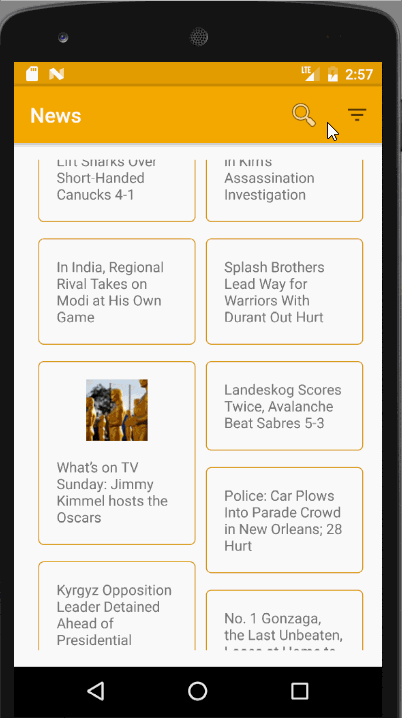 LTE 2:57
News
Lift Sharks Over
Short-Handed
Canucks 4-1
In Kim's
Assassination
Investigation
In India, Regional
Rival Takes on
Modi at His Own
Game
Splash Brothers
Lead Way for
Warriors With
Durant Out Hurt
What's on TV
Sunday: Jimmy
Kimmel hosts the
Oscars
Landeskog Scores
Twice, Avalanche
Beat Sabres 5-3
Police: Car Plows
Into Parade Crowd
in New Orleans; 28
Hurt
Kyrgyz Opposition
Leader Detained
Ahead of
Presidential
No. 1 Gonzaga,
the Last Unbeaten,